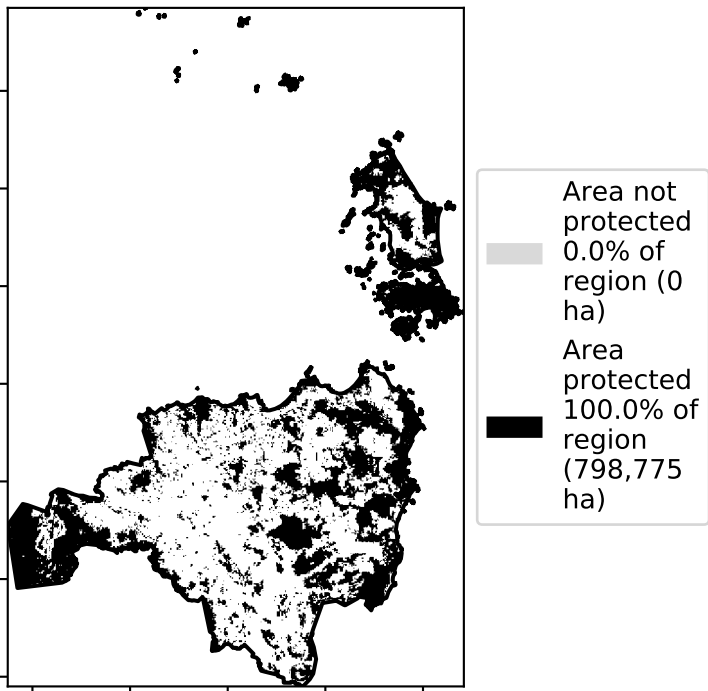 Area not
protected
0.0% of
region (0
ha)
Area
protected
100.0% of
region
(798,775
ha)